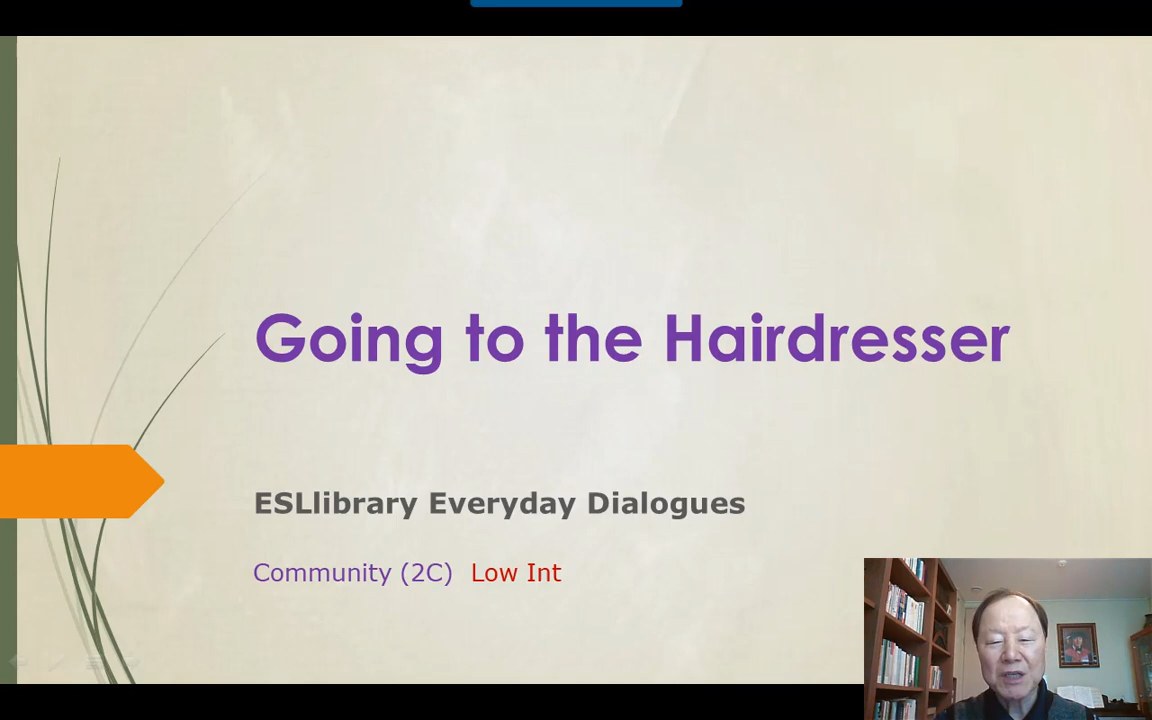 Going to the Hairdresser
ESLlibrary Everyday Dialogues
Community (2C) Low Int